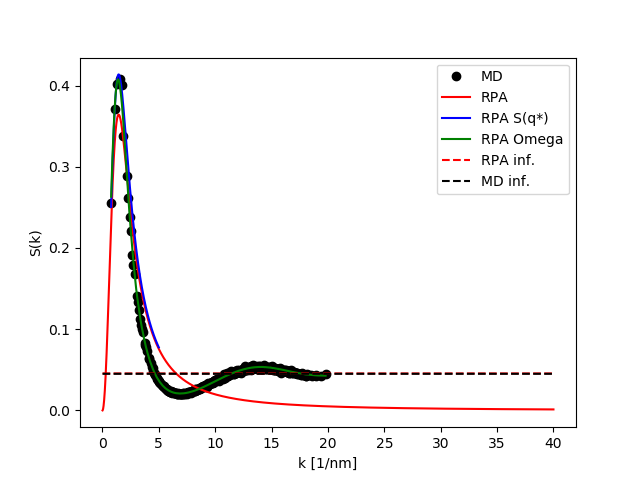 MD
RPA
RPA S(q*)
RPA Omega
RPA inf.
MD inf.
0.4
0.3
0.2
0.1
0.0
S(k)
0 5 10 15 20 25 30 35 40
k [1/nm]